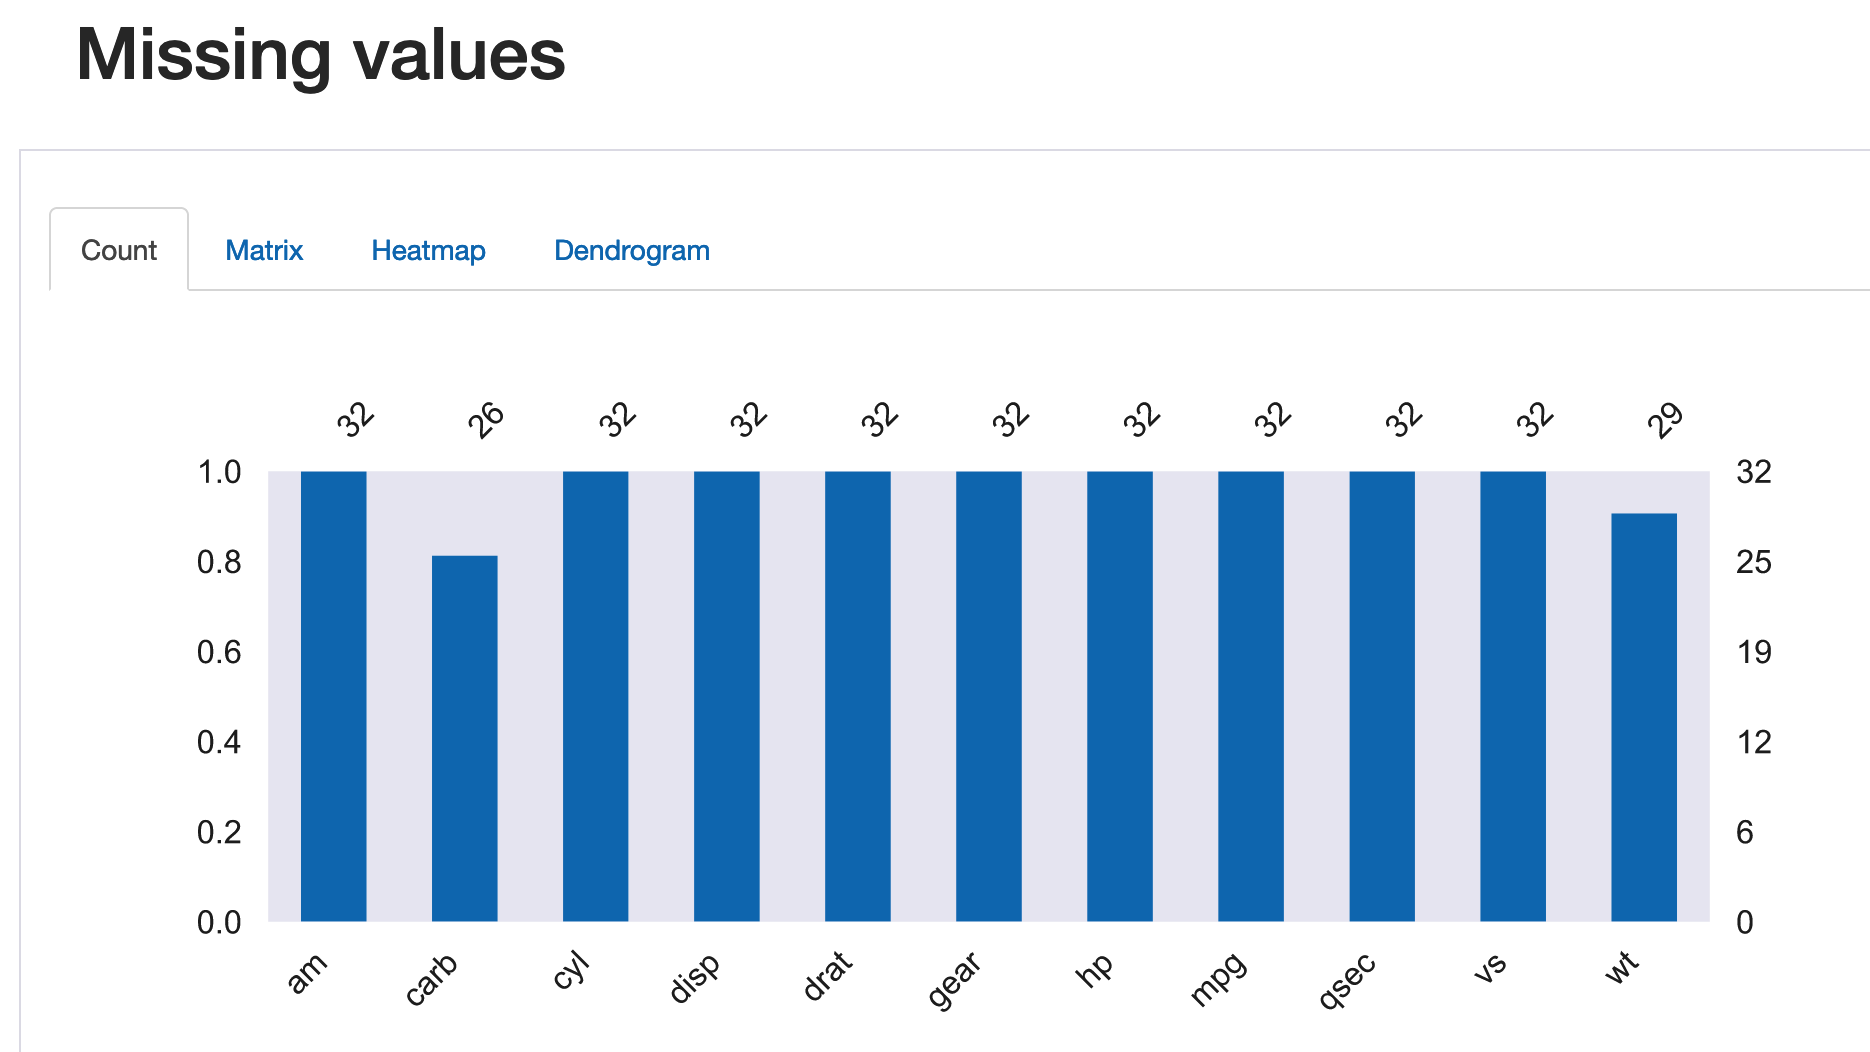 Missing values
Count Matrix Heatmap Dendrogram
32 26 32 32 32 32 32 32 32 32 29
1.0 32
0.8 25
0.6 19
0.4 12
0.2 6
0.0 0
am carb cyl disp drat gear hp mpg qsec vs wt